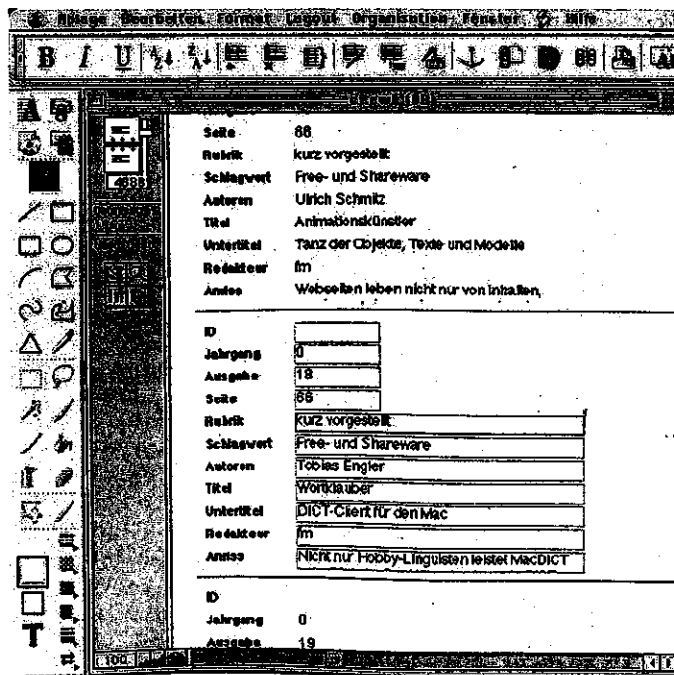 Ablage Bearbeiten Format Layout Organisation Fenster Hilfe
B I U
4688
Seite 66
Rubrik kurz vorgestellt
Schlagwort Free- und Shareware
Autoren Ulrich Schmitz
Titel Animationskünstler
Untertitel Tanz der Objekte, Texte und Modelle
Redakteur fm
Anriss Webseiten leben nicht nur von Inhalten,
ID
Jahrgang 0
Ausgabe 19
Seite 66
Rubrik kurz vorgestellt
Schlagwort Free- und Shareware
Autoren Tobias Engler
Titel Wortklauber
Untertitel DICT-Client für den Mac
Redakteur fm
Anriss Nicht nur Hobby-Linguisten leistet MacDICT
ID
Jahrgang 0
Ausgabe 19
100